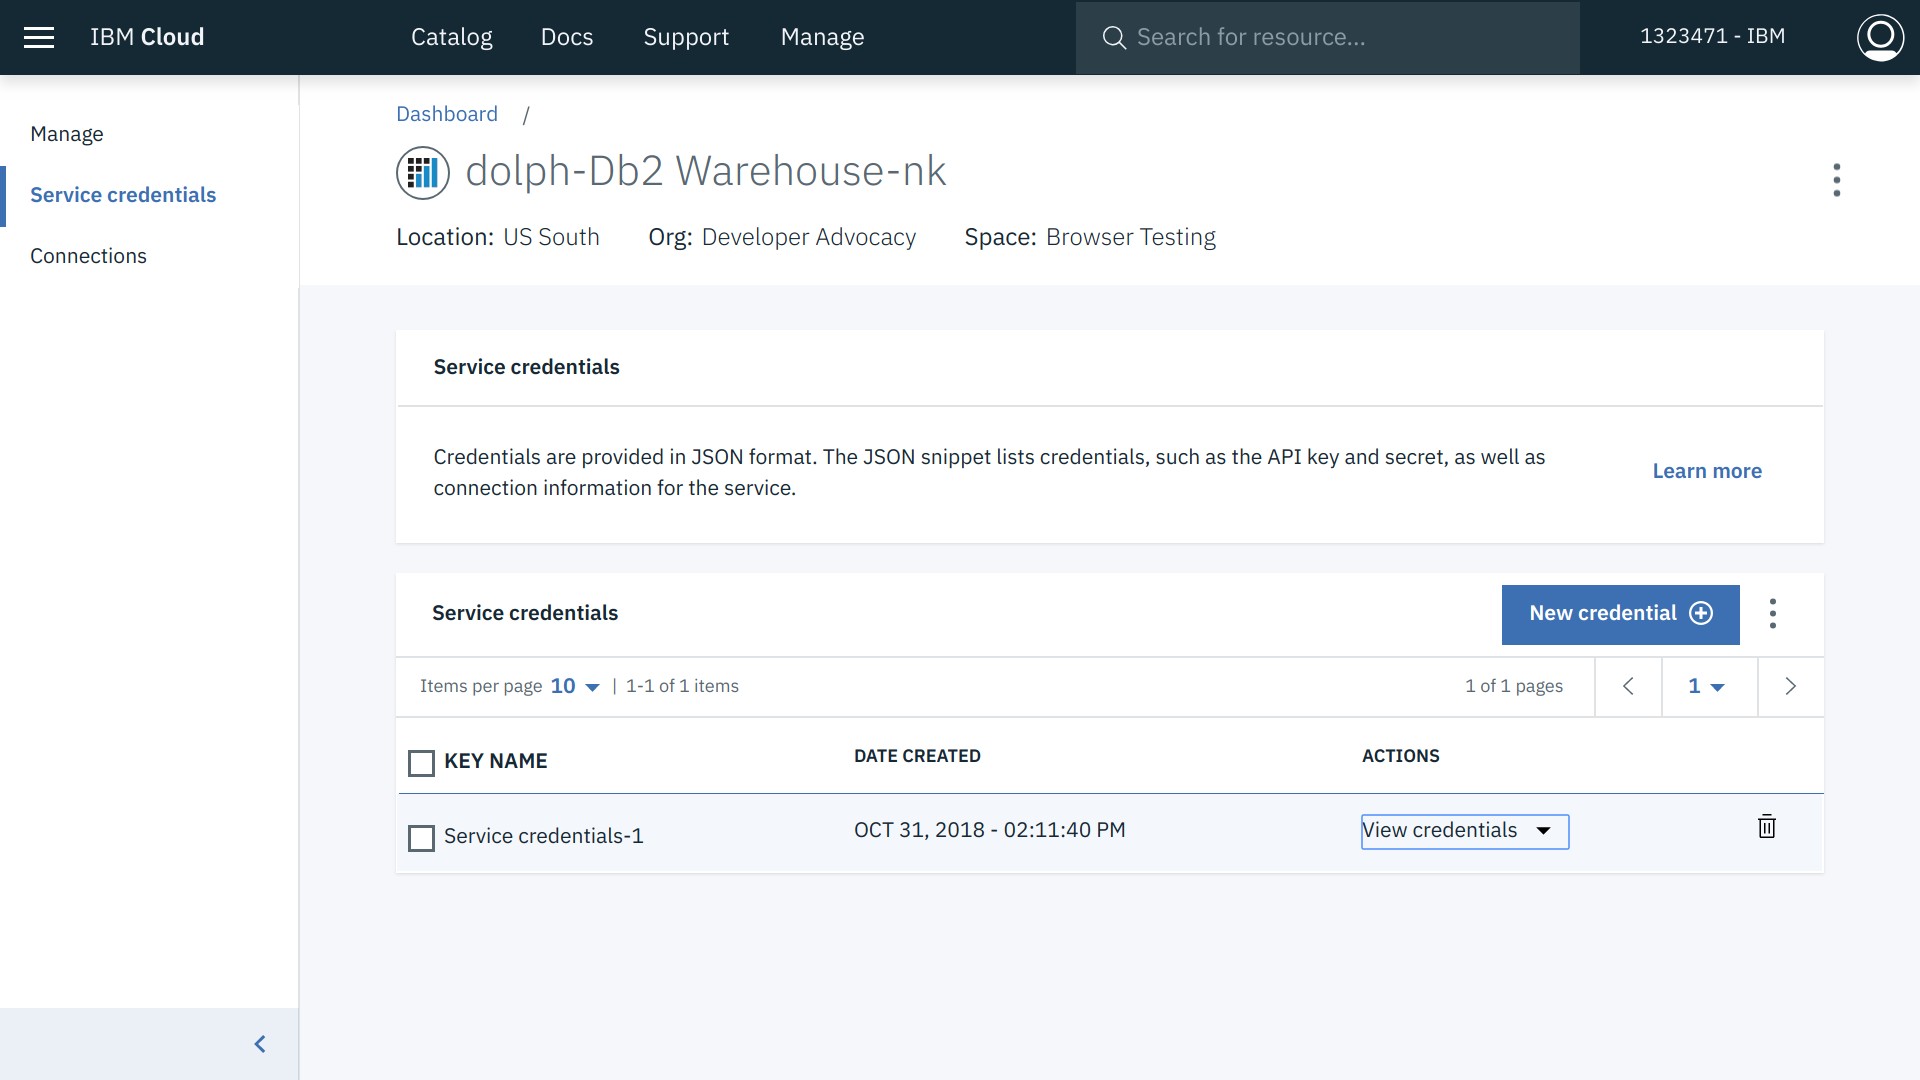 IBM Cloud
Catalog
Docs
Support
Manage
Search for resource...
1323471 - IBM
Manage
Service credentials
Connections
Dashboard /
dolph-Db2 Warehouse-nk
Location: US South Org: Developer Advocacy Space: Browser Testing
Service credentials
Credentials are provided in JSON format. The JSON snippet lists credentials, such as the API key and secret, as well as
connection information for the service.
Learn more
Service credentials
New credential
Items per page 10 | 1-1 of 1 items
1 of 1 pages
1
KEY NAME
DATE CREATED
ACTIONS
Service credentials-1
OCT 31, 2018 - 02:11:40 PM
View credentials